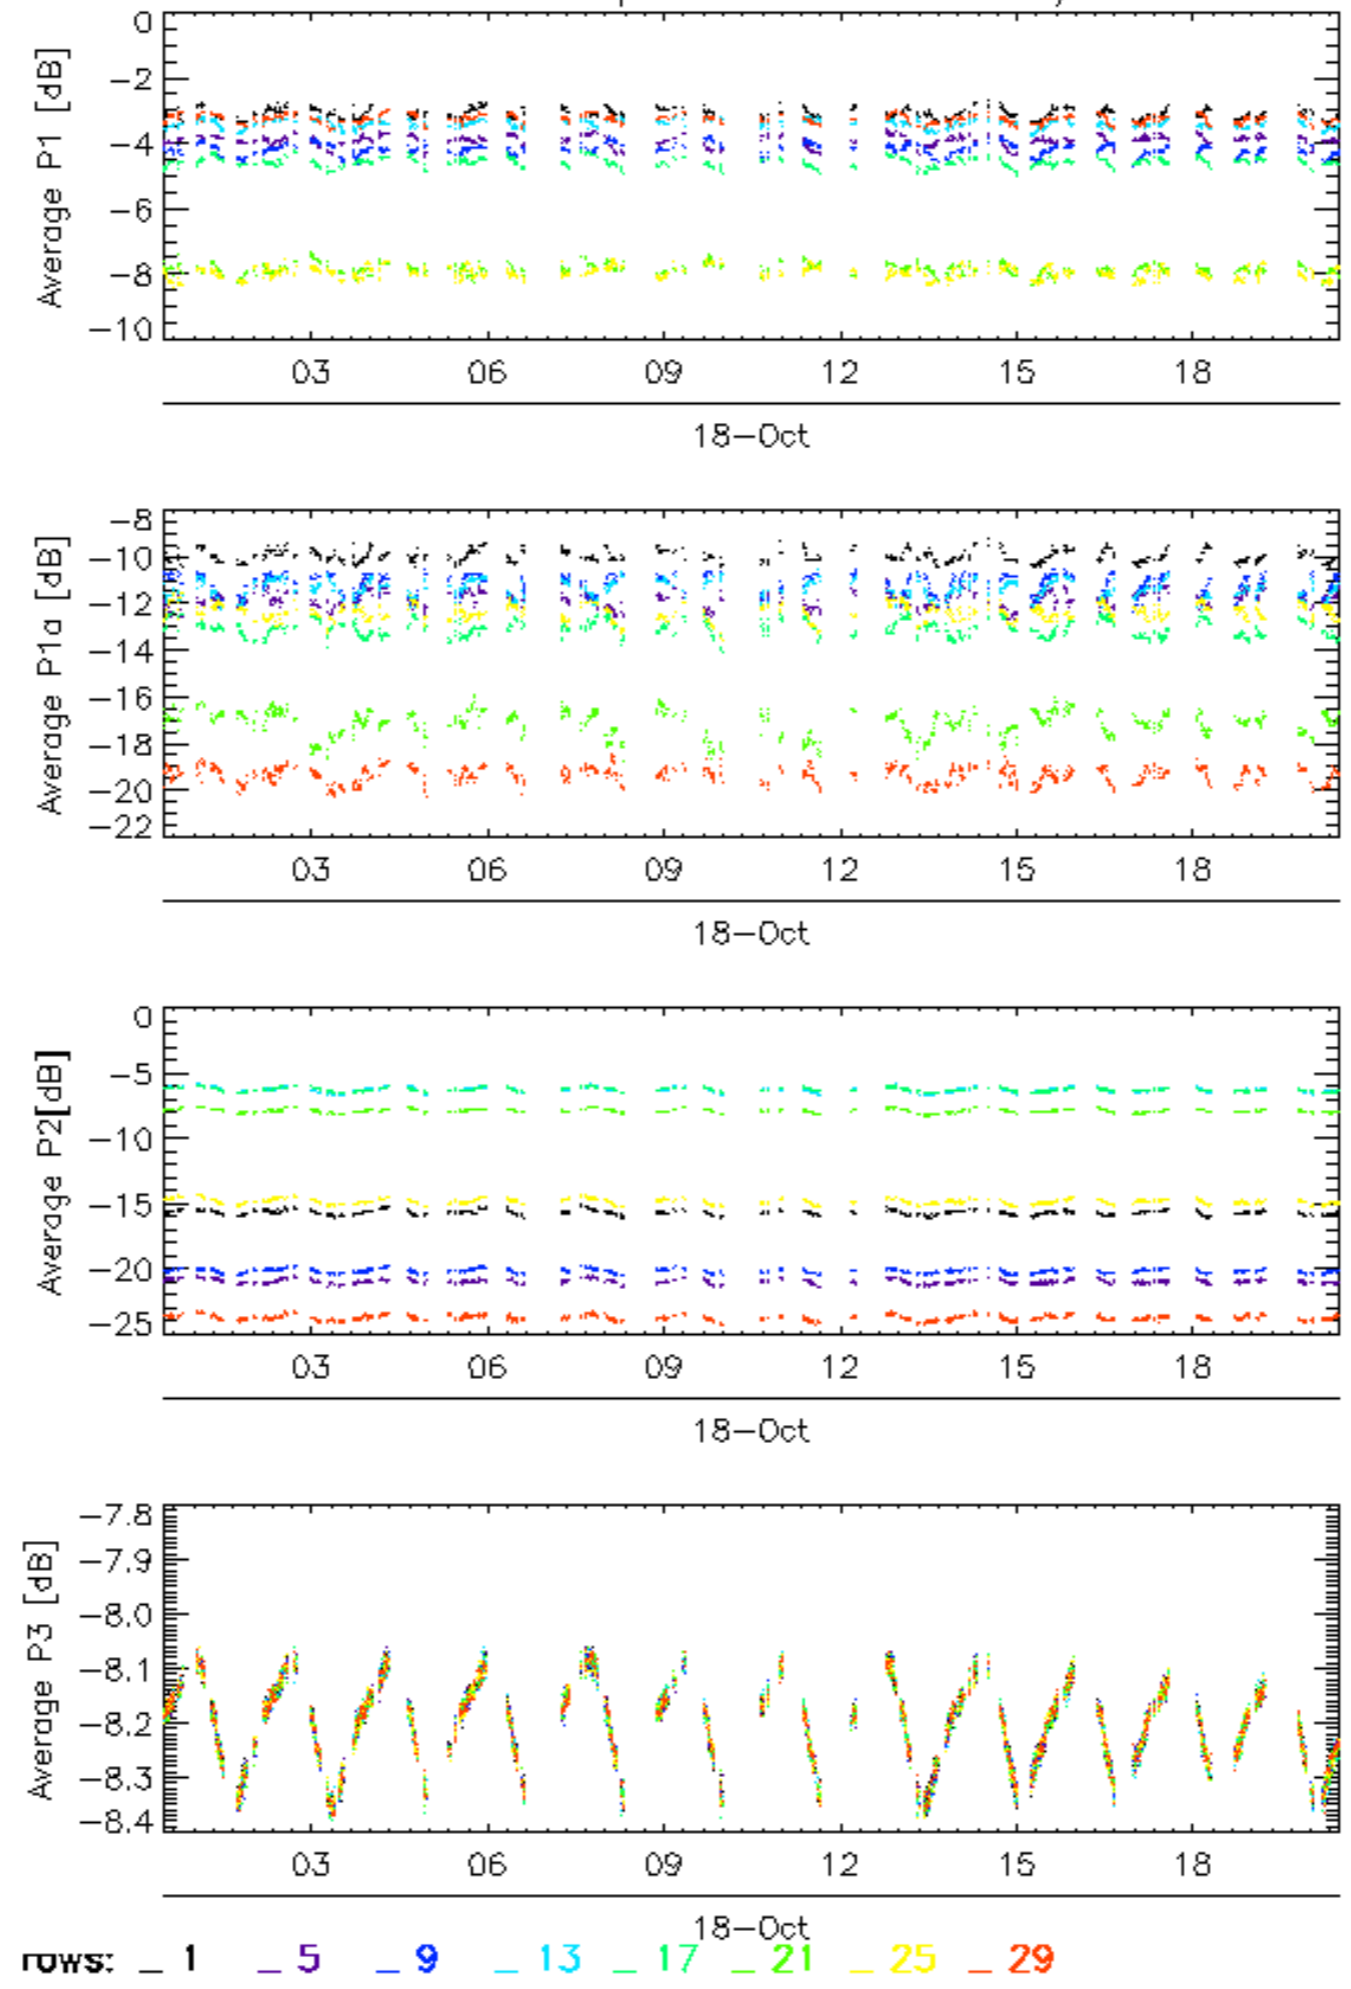 0
−2
−4
−6
−8
−10
Average P1 [dB]
03 06 09 12 15 18
18−Oct
−8
−10
−12
−14
−16
−18
−20
−22
Average P1a [dB]
03 06 09 12 15 18
18−Oct
0
−5
−10
−15
−20
−25
Average P2[dB]
03 06 09 12 15 18
18−Oct
−7.8
−7.9
−8.0
−8.1
−8.2
−8.3
−8.4
Average P3 [dB]
03 06 09 12 15 18
18−Oct
rows: _ 1 _ 5 _ 9 _ 13 _ 17 _ 21 _ 25 _ 29